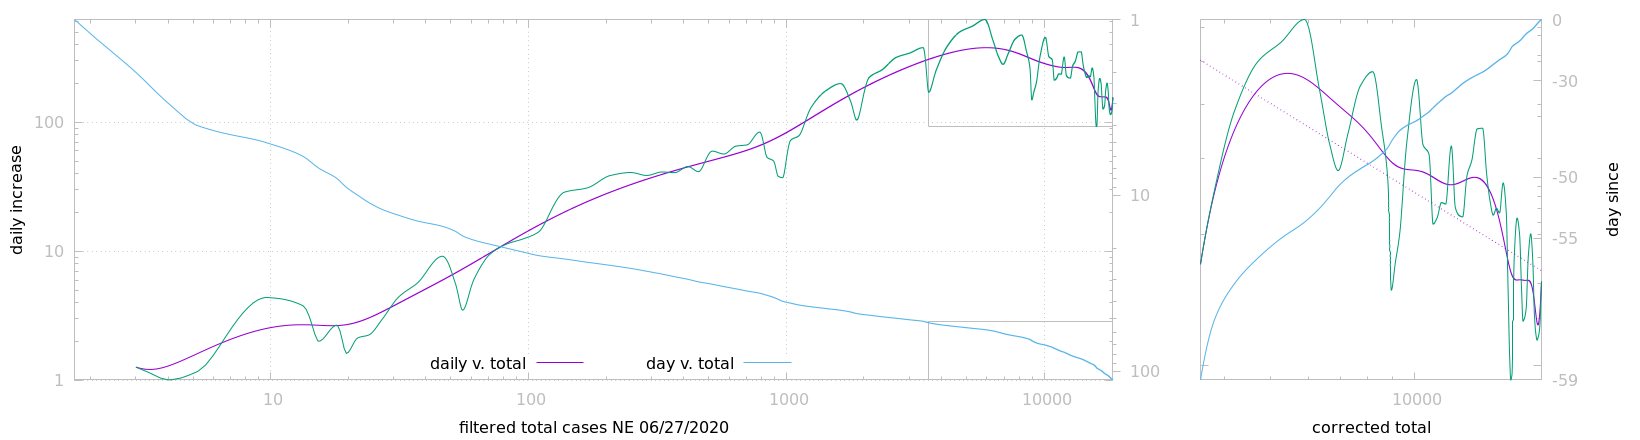 daily increase
100
10
1
10
100
1000
10000
1
10
100
daily v. total
day v. total
filtered total cases NE 06/27/2020
10000
0
-30
-50
-55
-59
day since
corrected total